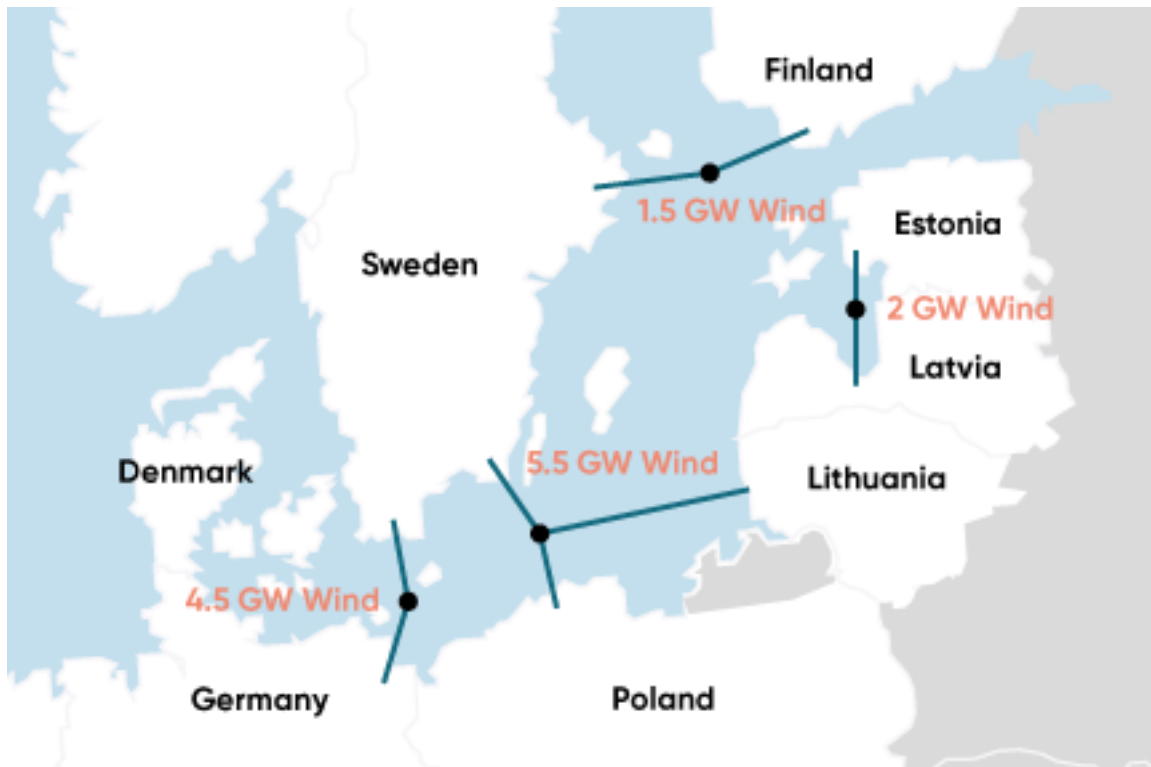 Finland
1.5 GW Wind
Estonia
Sweden
2 GW Wind
Latvia
5.5 GW Wind
Denmark
Lithuania
4.5 GW Wind
Germany
Poland